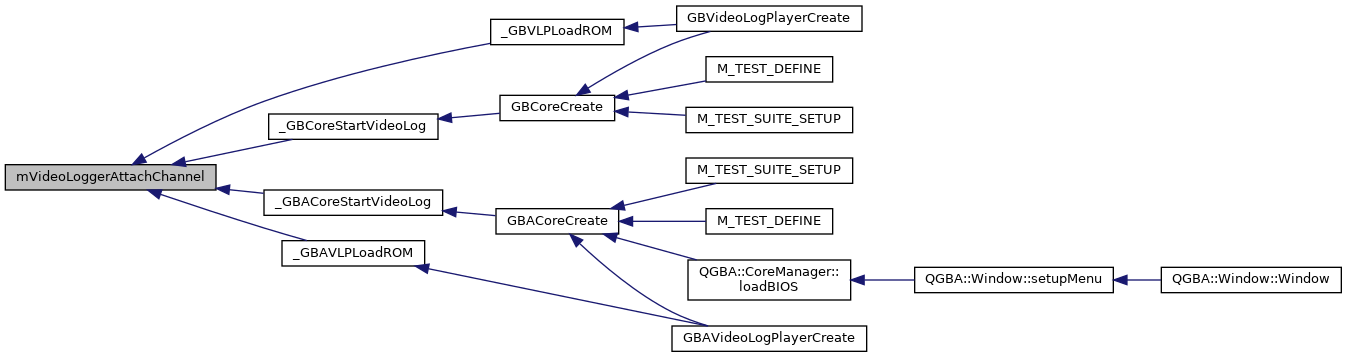 mVideoLoggerAttachChannel
_GBVLPLoadROM
GBVideoLogPlayerCreate
_GBCoreStartVideoLog
GBCoreCreate
M_TEST_DEFINE
M_TEST_SUITE_SETUP
_GBACoreStartVideoLog
GBACoreCreate
M_TEST_SUITE_SETUP
M_TEST_DEFINE
QGBA::CoreManager::
loadBIOS
QGBA::Window::setupMenu
QGBA::Window::Window
_GBAVLPLoadROM
GBAVideoLogPlayerCreate